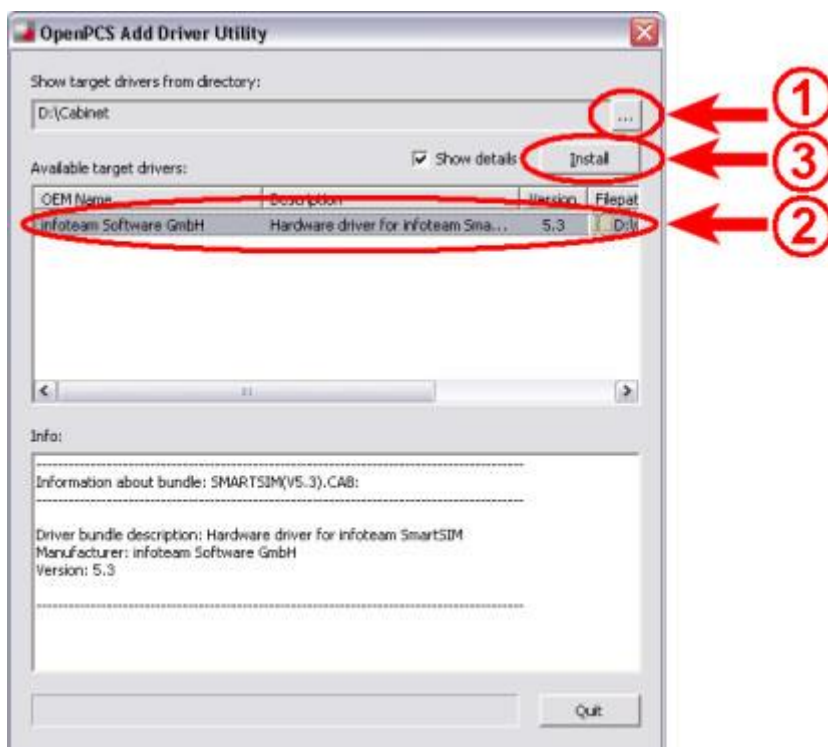 OpenPCS Add Driver Utility
Show target drivers from directory:
D:\Cabinet
...
1
Available target drivers:
Show details
Install
3
OEM Name Description Version Filepat
infoteam Software GmbH Hardware driver for infoteam Sma... 5.3 D:\
2
Info:
Information about bundle: SMARTSIM(V5.3).CAB:
Driver bundle description: Hardware driver for infoteam SmartSIM
Manufacturer: infoteam Software GmbH
Version: 5.3
Quit